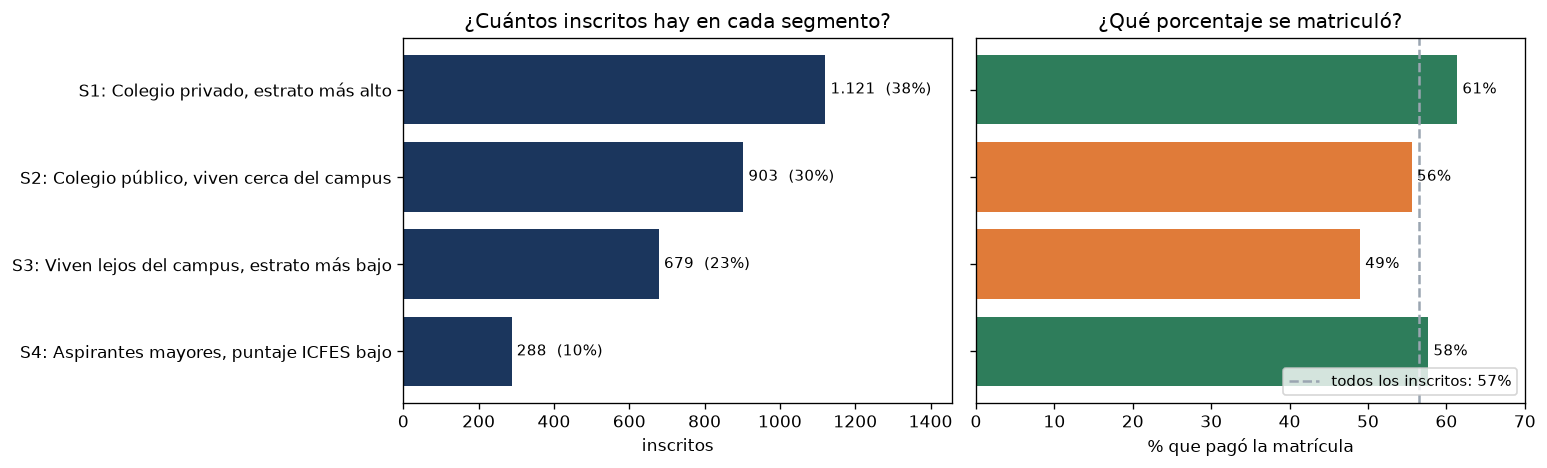 ¿Cuántos inscritos hay en cada segmento?
S1: Colegio privado, estrato más alto
1.121 (38%)
S2: Colegio público, viven cerca del campus
903 (30%)
S3: Viven lejos del campus, estrato más bajo
679 (23%)
S4: Aspirantes mayores, puntaje ICFES bajo
288 (10%)
0 200 400 600 800 1000 1200 1400
inscritos
¿Qué porcentaje se matriculó?
61%
56%
49%
58%
todos los inscritos: 57%
0 10 20 30 40 50 60 70
% que pagó la matrícula